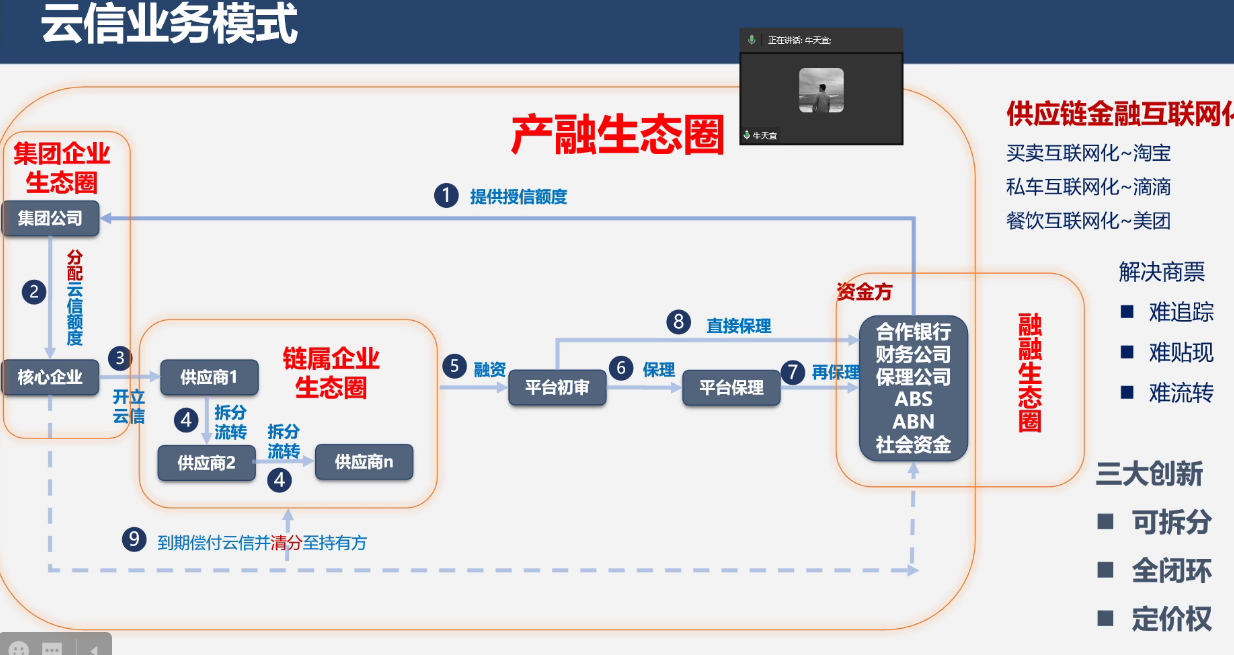 云信业务模式
正在讲话: 牛天宜;
牛天宜
产融生态圈
集团企业
生态圈
集团公司
1 提供授信额度
2
分配云信额度
核心企业
3
开立
云信
链属企业
生态圈
供应商1
4
拆分
流转
供应商2
拆分
流转
4
供应商n
5 融资
平台初审
8 直接保理
6 保理
平台保理
7 再保理
资金方
合作银行
财务公司
保理公司
ABS
ABN
社会资金
融融生态圈
9 到期偿付云信并清分至持有方
供应链金融互联网化
买卖互联网化~淘宝
私车互联网化~滴滴
餐饮互联网化~美团
解决商票
■ 难追踪
■ 难贴现
■ 难流转
三大创新
■ 可拆分
■ 全闭环
■ 定价权